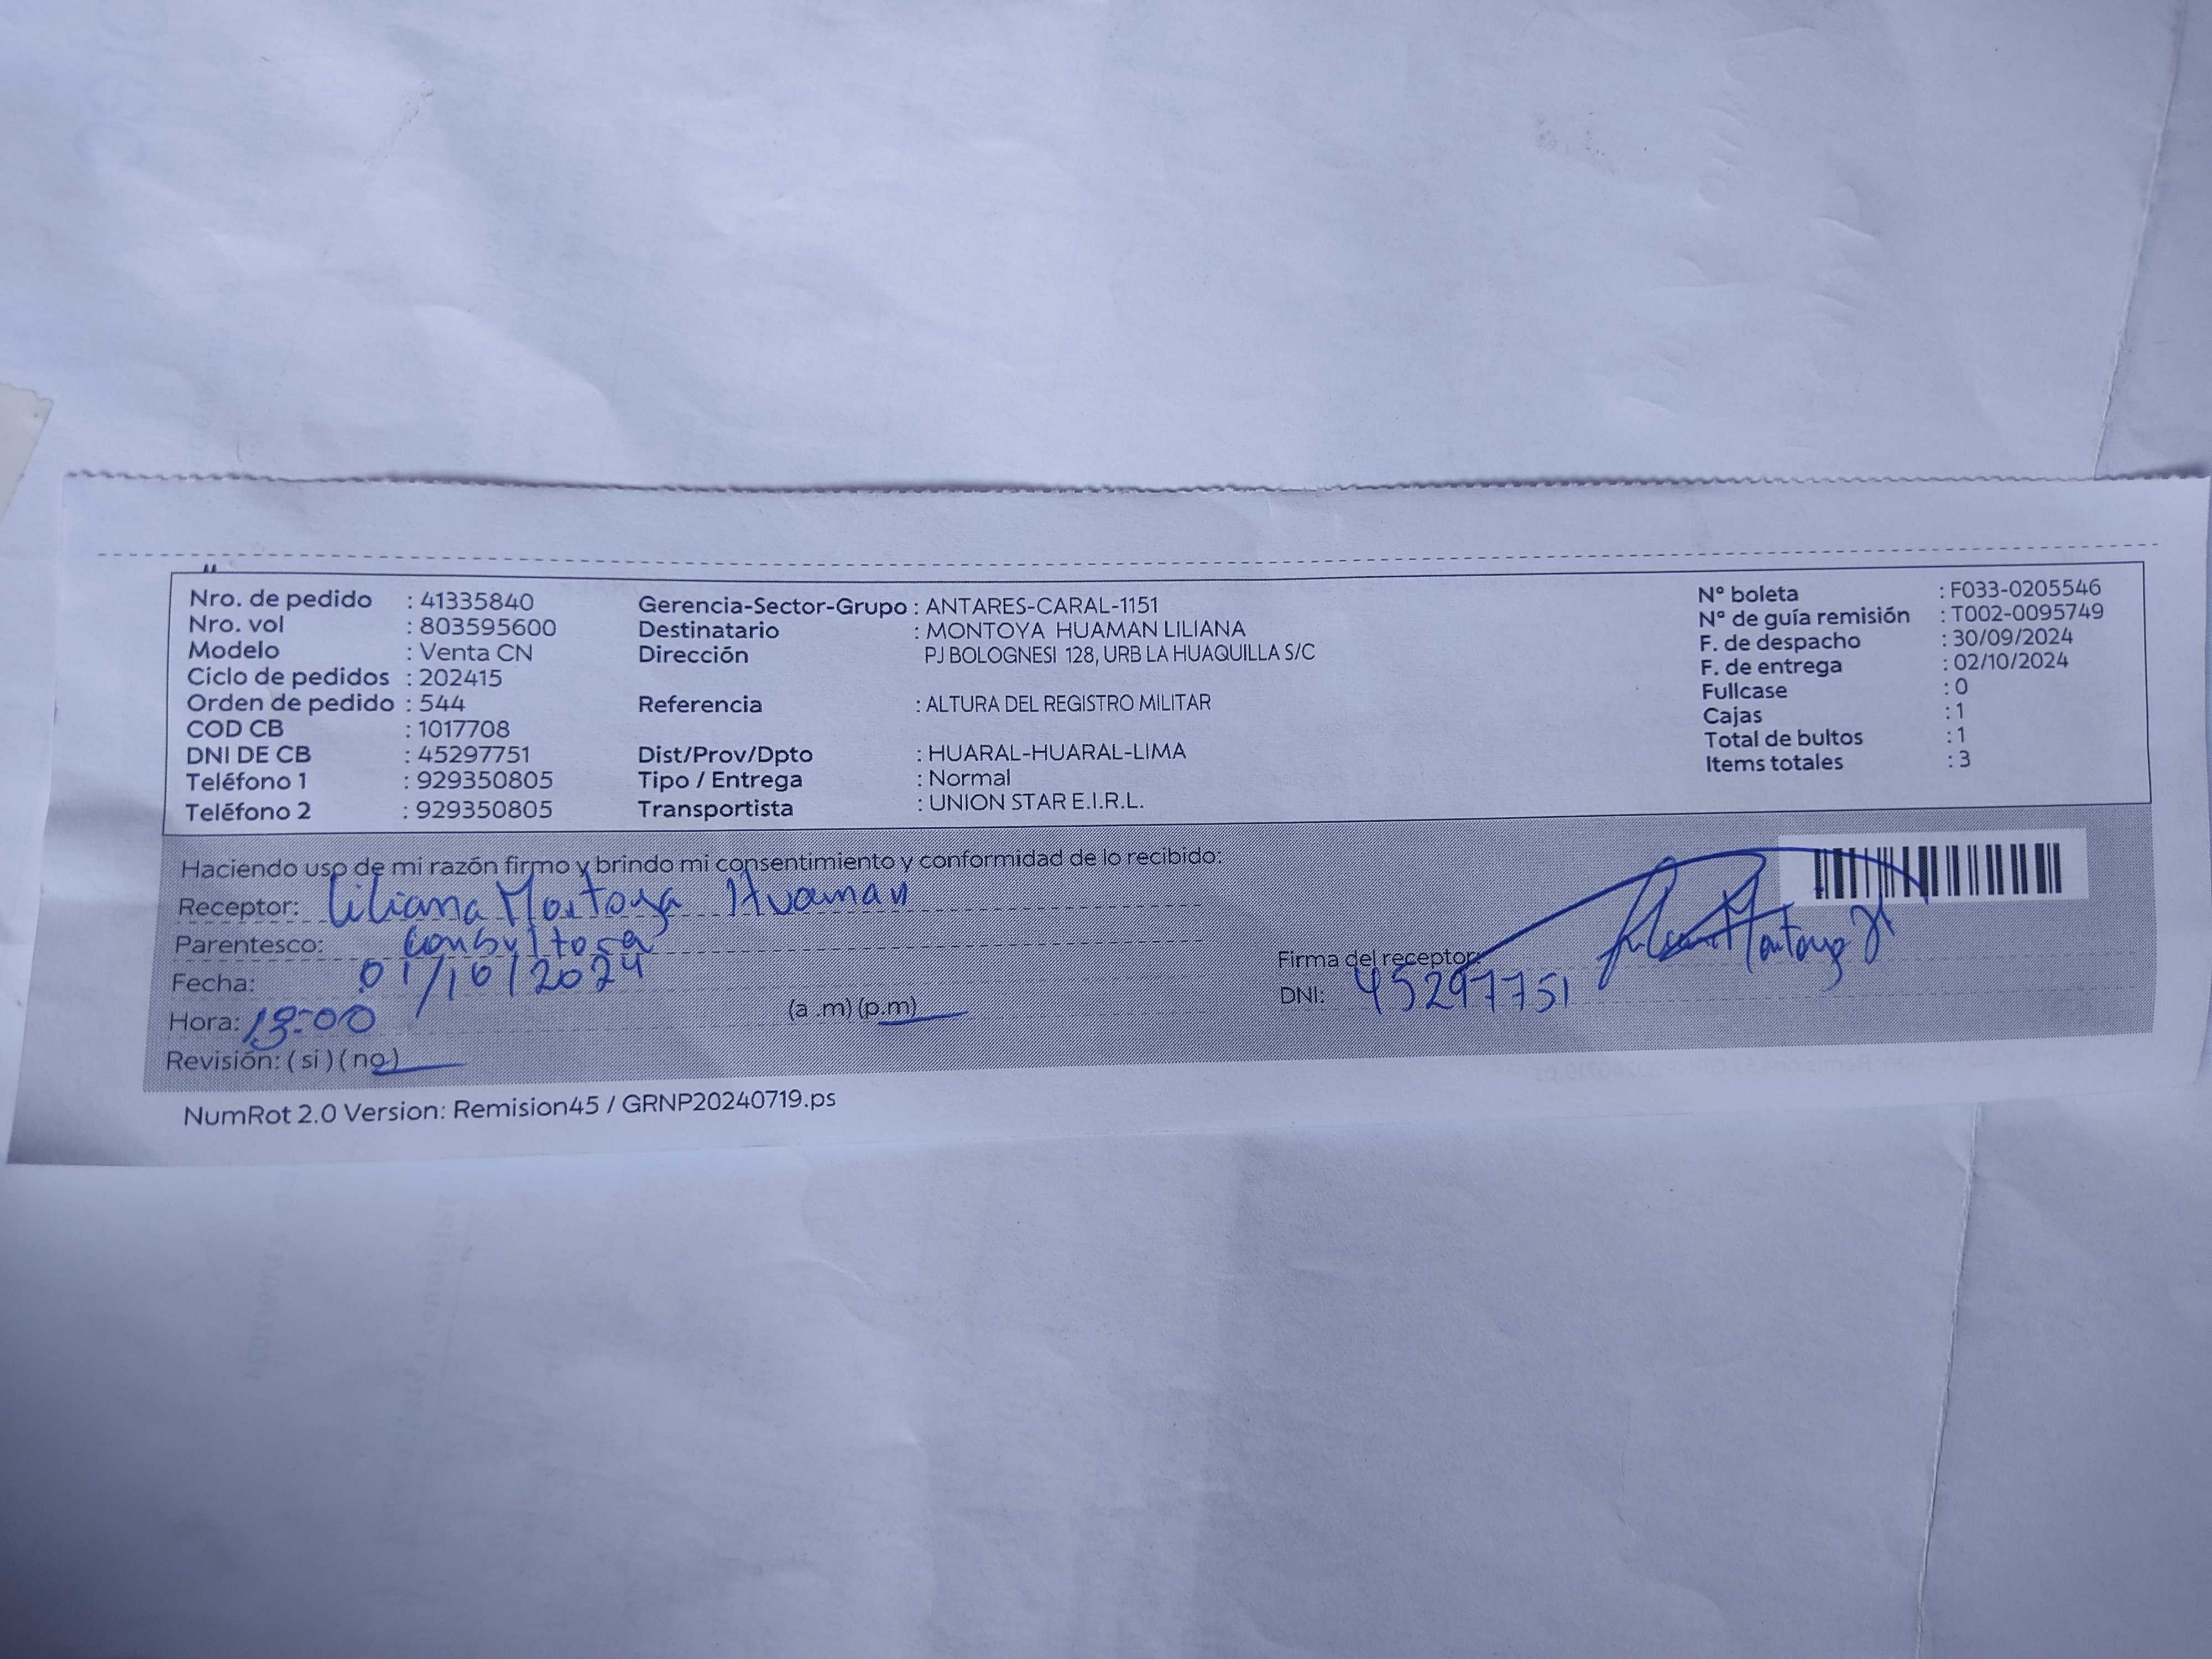 Nro. de pedido : 41335840
Nro. vol : 803595600
Modelo : Venta CN
Ciclo de pedidos : 202415
Orden de pedido : 544
COD CB : 1017708
DNI DE CB : 45297751
Teléfono 1 : 929350805
Teléfono 2 : 929350805
Gerencia-Sector-Grupo : ANTARES-CARAL-1151
Destinatario : MONTOYA HUAMAN LILIANA
Dirección PJ BOLOGNESI 128, URB LA HUAQUILLA S/C
Referencia : ALTURA DEL REGISTRO MILITAR
Dist/Prov/Dpto : HUARAL-HUARAL-LIMA
Tipo / Entrega : Normal
Transportista : UNION STAR E.I.R.L.
N° boleta : F033-0205546
N° de guía remisión : T002-0095749
F. de despacho : 30/09/2024
F. de entrega : 02/10/2024
Fullcase : 0
Cajas : 1
Total de bultos : 1
Items totales : 3
Haciendo uso de mi razón firmo y brindo mi consentimiento y conformidad de lo recibido:
Receptor: Liliana Montoya Huaman
Parentesco: Consultora
Fecha: 01/10/2024
Hora: 13:00 (a .m) (p.m)
Revisión: ( si ) ( no )
Firma del receptor: Montoya H
DNI: 45297751
NumRot 2.0 Version: Remision45 / GRNP20240719.ps